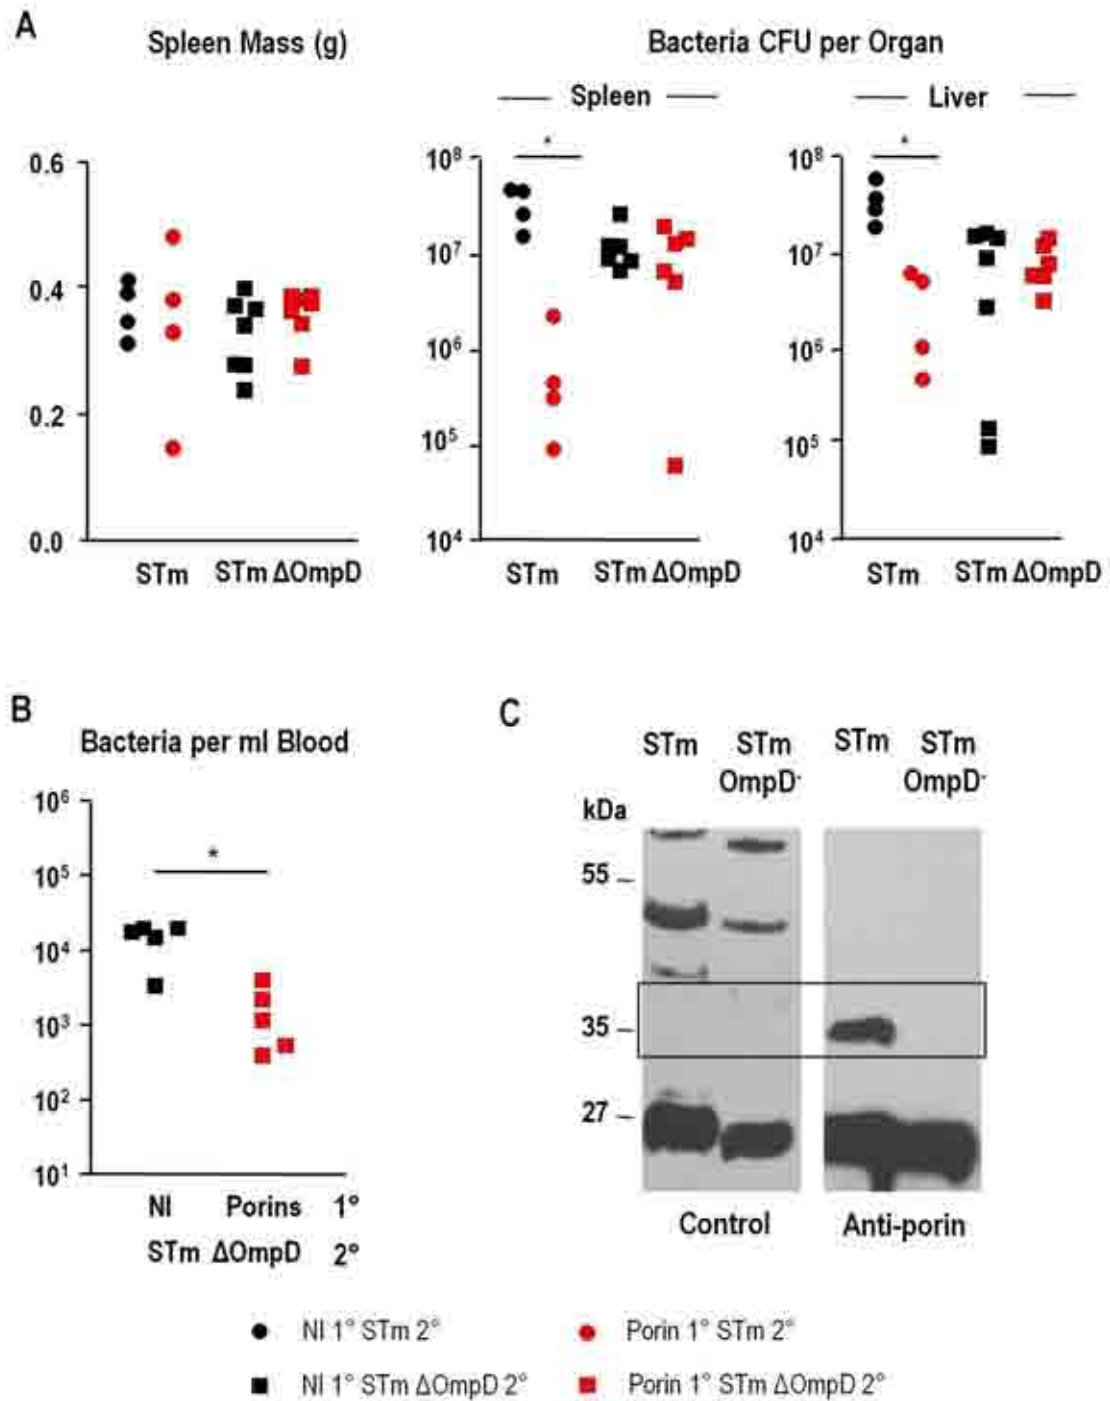 A
Spleen Mass (g)
Bacteria CFU per Organ
Spleen
Liver
0.6
0.4
0.2
0.0
STm
STm ΔOmpD
*
10⁸
10⁷
10⁶
10⁵
10⁴
STm
STm ΔOmpD
*
10⁸
10⁷
10⁶
10⁵
10⁴
STm
STm ΔOmpD
B
Bacteria per ml Blood
*
10⁶
10⁵
10⁴
10³
10²
10¹
NI Porins 1°
STm ΔOmpD 2°
C
STm STm STm STm
OmpD⁻ OmpD⁻
kDa
55
35
27
Control Anti-porin
NI 1° STm 2°
Porin 1° STm 2°
NI 1° STm ΔOmpD 2°
Porin 1° STm ΔOmpD 2°